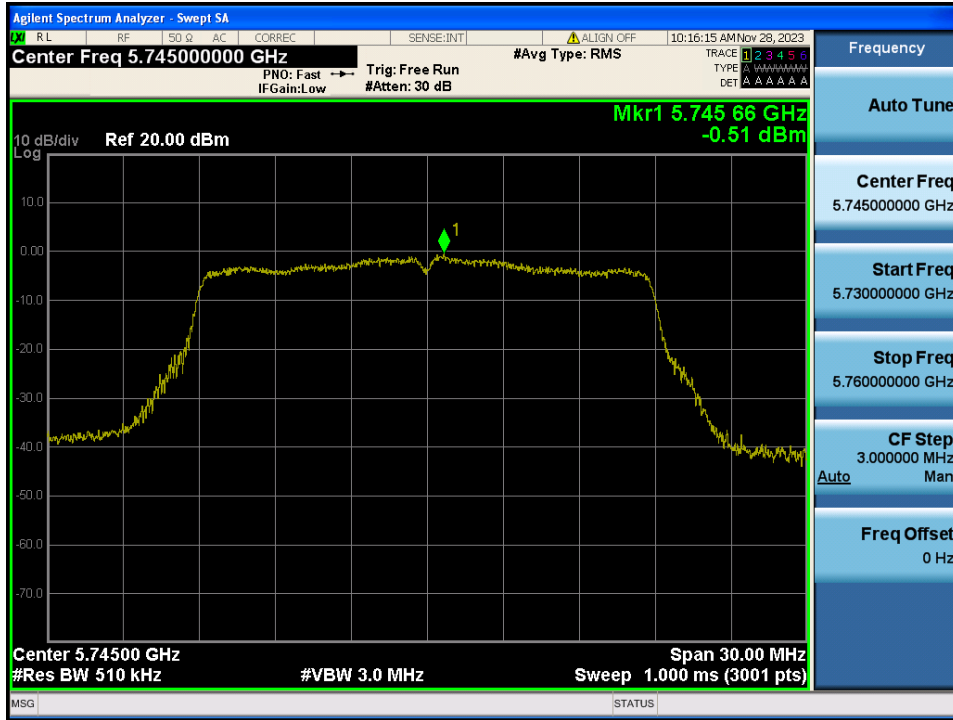 Agilent Spectrum Analyzer - Swept SA
LXI RL RF 50 Ω AC CORREC SENSE:INT ALIGN OFF 10:16:15 AM Nov 28, 2023
Center Freq 5.745000000 GHz
PNO: Fast
IFGain:Low
Trig: Free Run
#Atten: 30 dB
#Avg Type: RMS
TRACE 1 2 3 4 5 6
TYPE A WWWWW
DET A A A A A A
Frequency
Auto Tune
Center Freq
5.745000000 GHz
Start Freq
5.730000000 GHz
Stop Freq
5.760000000 GHz
CF Step
3.000000 MHz
Auto Man
Freq Offset
0 Hz
Mkr1 5.745 66 GHz
-0.51 dBm
10 dB/div Ref 20.00 dBm
Log
10.0
0.00
-10.0
-20.0
-30.0
-40.0
-50.0
-60.0
-70.0
1
Center 5.74500 GHz Span 30.00 MHz
#Res BW 510 kHz #VBW 3.0 MHz Sweep 1.000 ms (3001 pts)
MSG STATUS